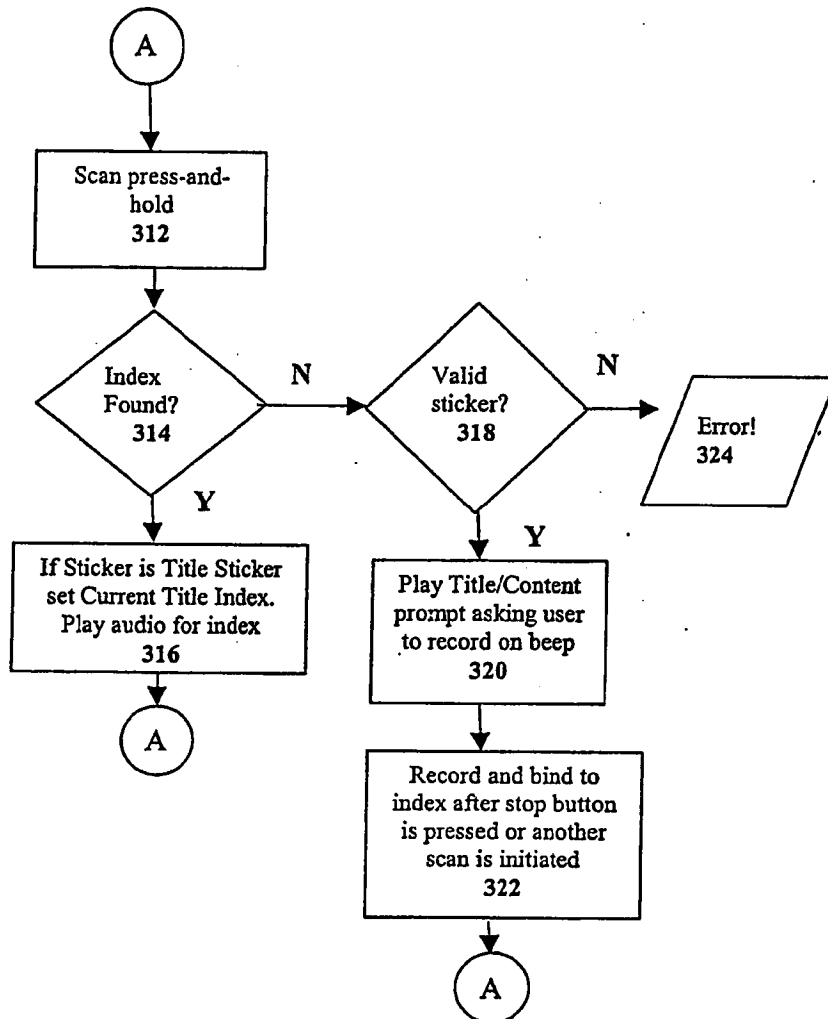 A
Scan press-and-
hold
312
Index
Found?
314
N
Valid
sticker?
318
N
Error!
324
Y
If Sticker is Title Sticker
set Current Title Index.
Play audio for index
316
A
Y
Play Title/Content
prompt asking user
to record on beep
320
Record and bind to
index after stop button
is pressed or another
scan is initiated
322
A